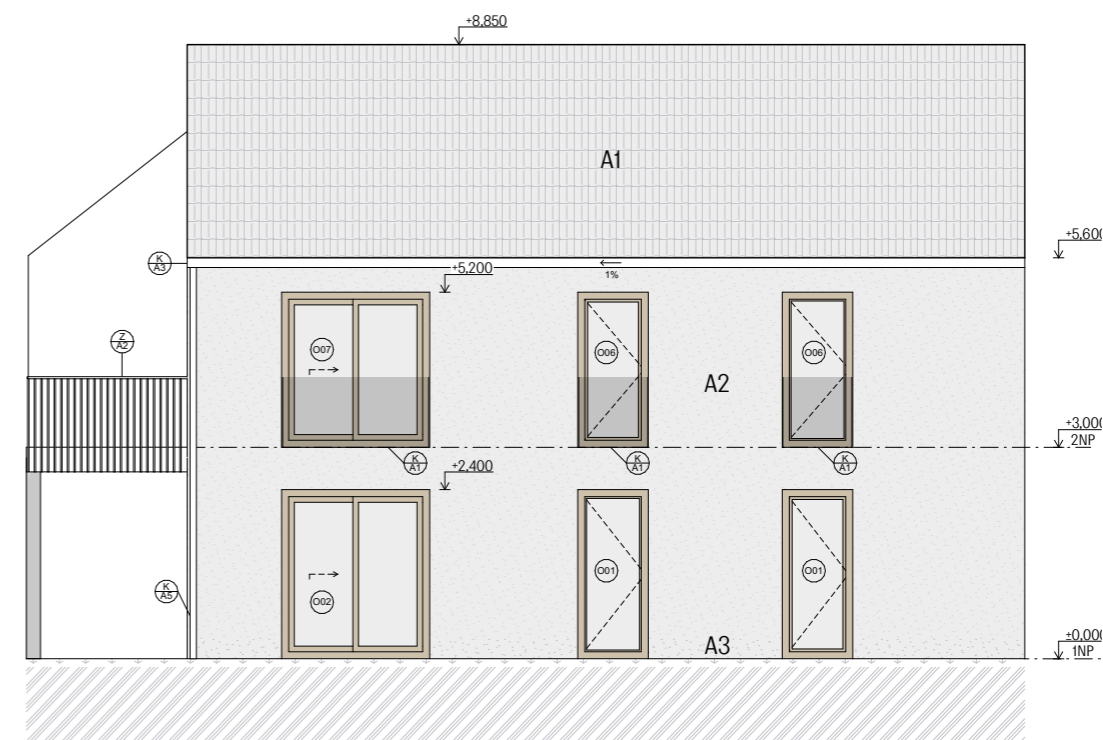 +8,850
A1
+5,600
K
A3
+5,200
1%
Z
A2
O07
O06
O06
A2
+3,000
2NP
K
A1
K
A1
K
A1
+2,400
O01
O01
K
A5
O02
A3
±0,000
1NP